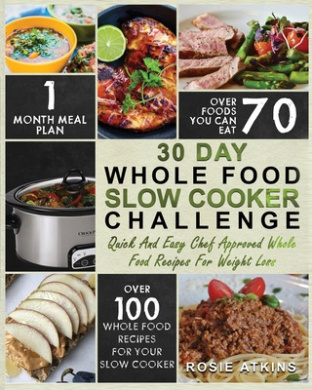 1
MONTH MEAL
PLAN
OVER
FOODS
YOU CAN
EAT
70
30 DAY
WHOLE FOOD
SLOW COOKER
CHALLENGE
Quick And Easy Chef Approved Whole
Food Recipes For Weight Loss
OVER
100
WHOLE FOOD
RECIPES
FOR YOUR
SLOW COOKER
ROSIE ATKINS